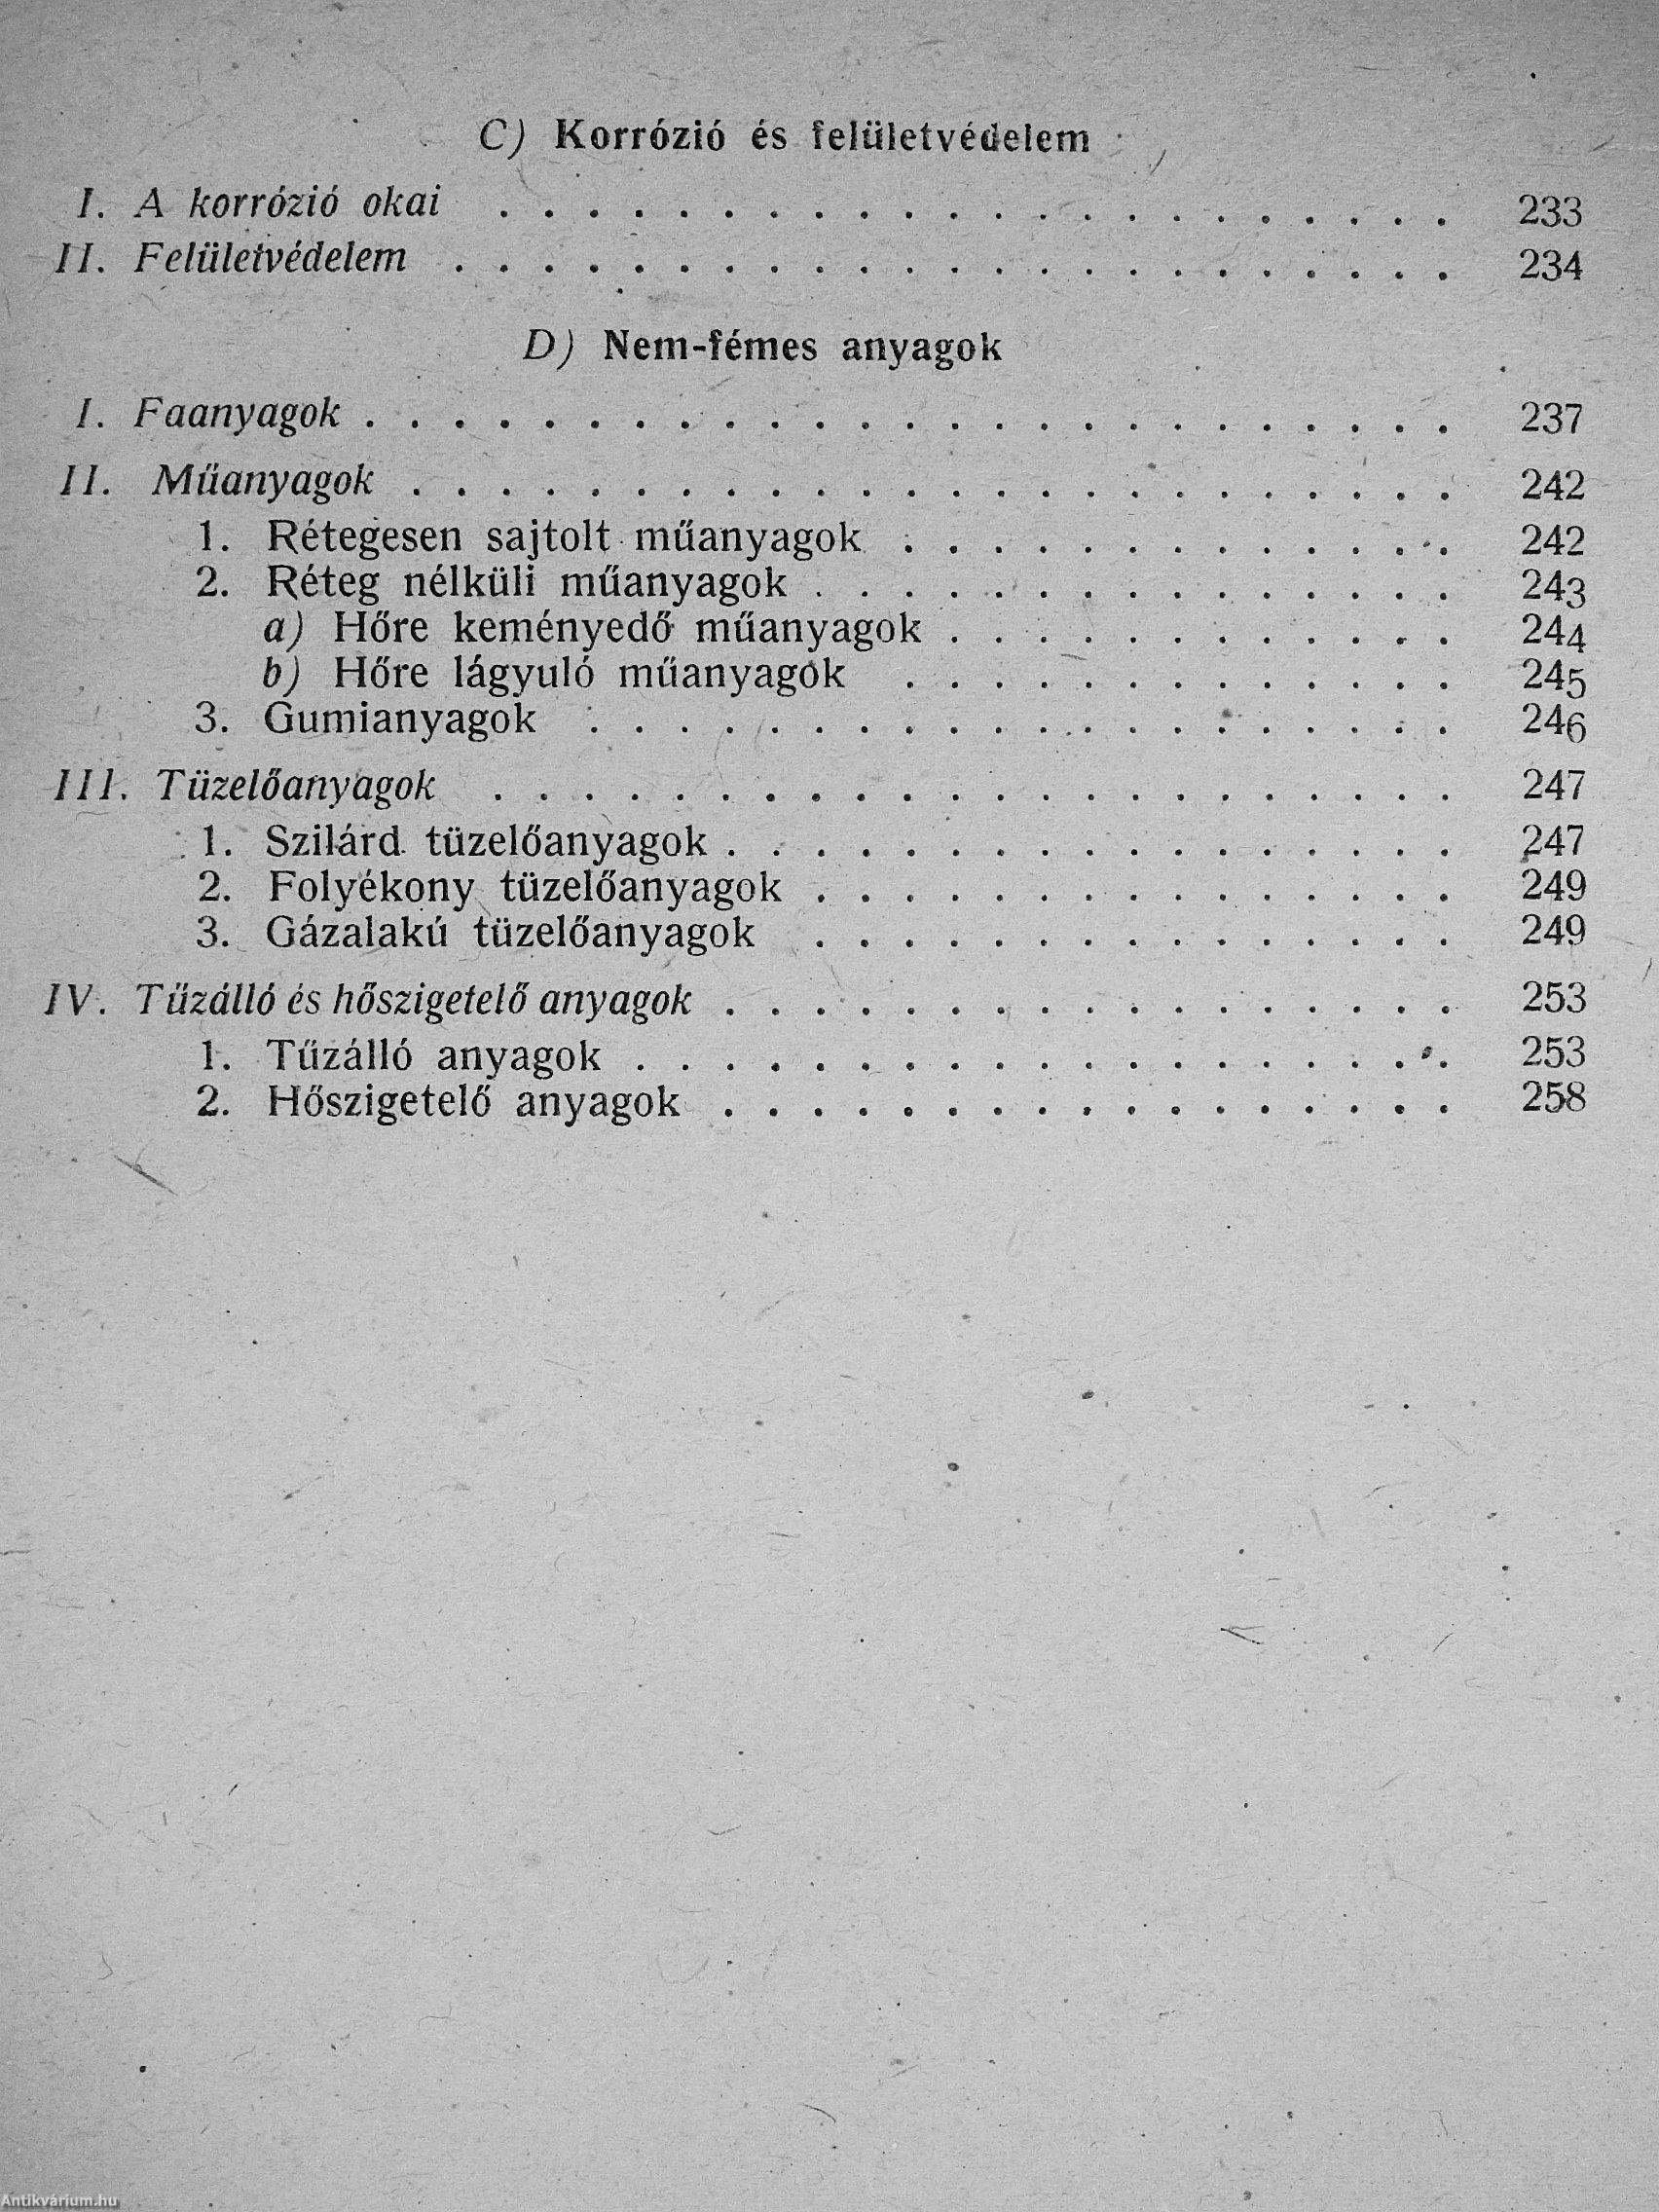 C) Korrózió és felületvédelem
I. A korrózió okai . . . . . . . . . . . . . . . . . . . . . . 233
II. Felületvédelem . . . . . . . . . . . . . . . . . . . . . . . 234
D) Nem-fémes anyagok
I. Faanyagok . . . . . . . . . . . . . . . . . . . . . . . . . 237
II. Műanyagok . . . . . . . . . . . . . . . . . . . . . . . . 242
1. Rétegesen sajtolt műanyagok . . . . . . . . . . . . . 242
2. Réteg nélküli műanyagok . . . . . . . . . . . . . . . 243
a) Hőre keményedő műanyagok . . . . . . . . . . . . 244
b) Hőre lágyuló műanyagok . . . . . . . . . . . . . 245
3. Gumianyagok . . . . . . . . . . . . . . . . . . . . 246
III. Tüzelőanyagok . . . . . . . . . . . . . . . . . . . . . . 247
1. Szilárd tüzelőanyagok . . . . . . . . . . . . . . . . . 247
2. Folyékony tüzelőanyagok . . . . . . . . . . . . . . . 249
3. Gázalakú tüzelőanyagok . . . . . . . . . . . . . . . 249
IV. Tűzálló és hőszigetelő anyagok . . . . . . . . . . . . . . . . . 253
1. Tűzálló anyagok . . . . . . . . . . . . . . . . . . . 253
2. Hőszigetelő anyagok . . . . . . . . . . . . . . . . . 258
Antikvárium.hu